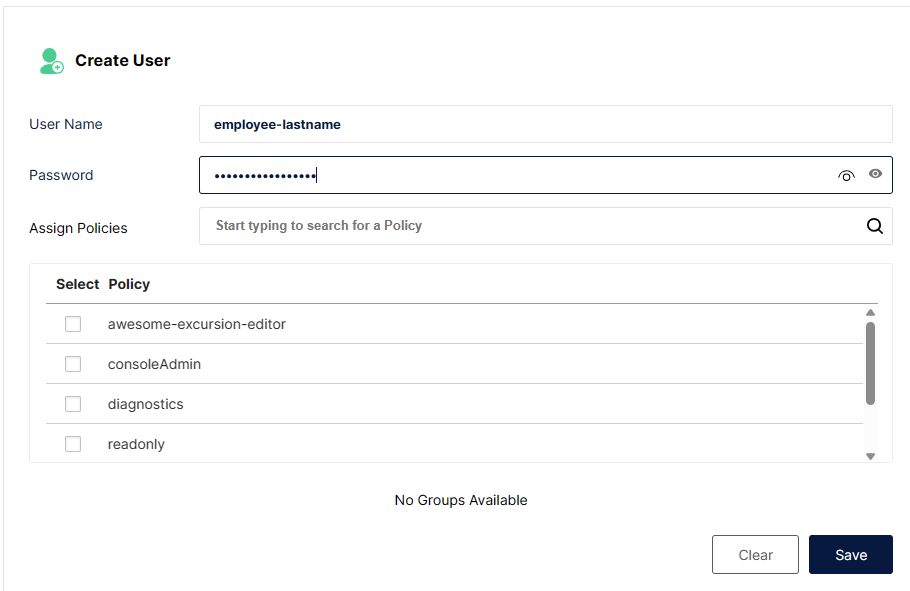 Create User
User Name employee-lastname
Password •••••••••••••••••
Assign Policies Start typing to search for a Policy
Select Policy
awesome-excursion-editor
consoleAdmin
diagnostics
readonly
No Groups Available
Clear Save